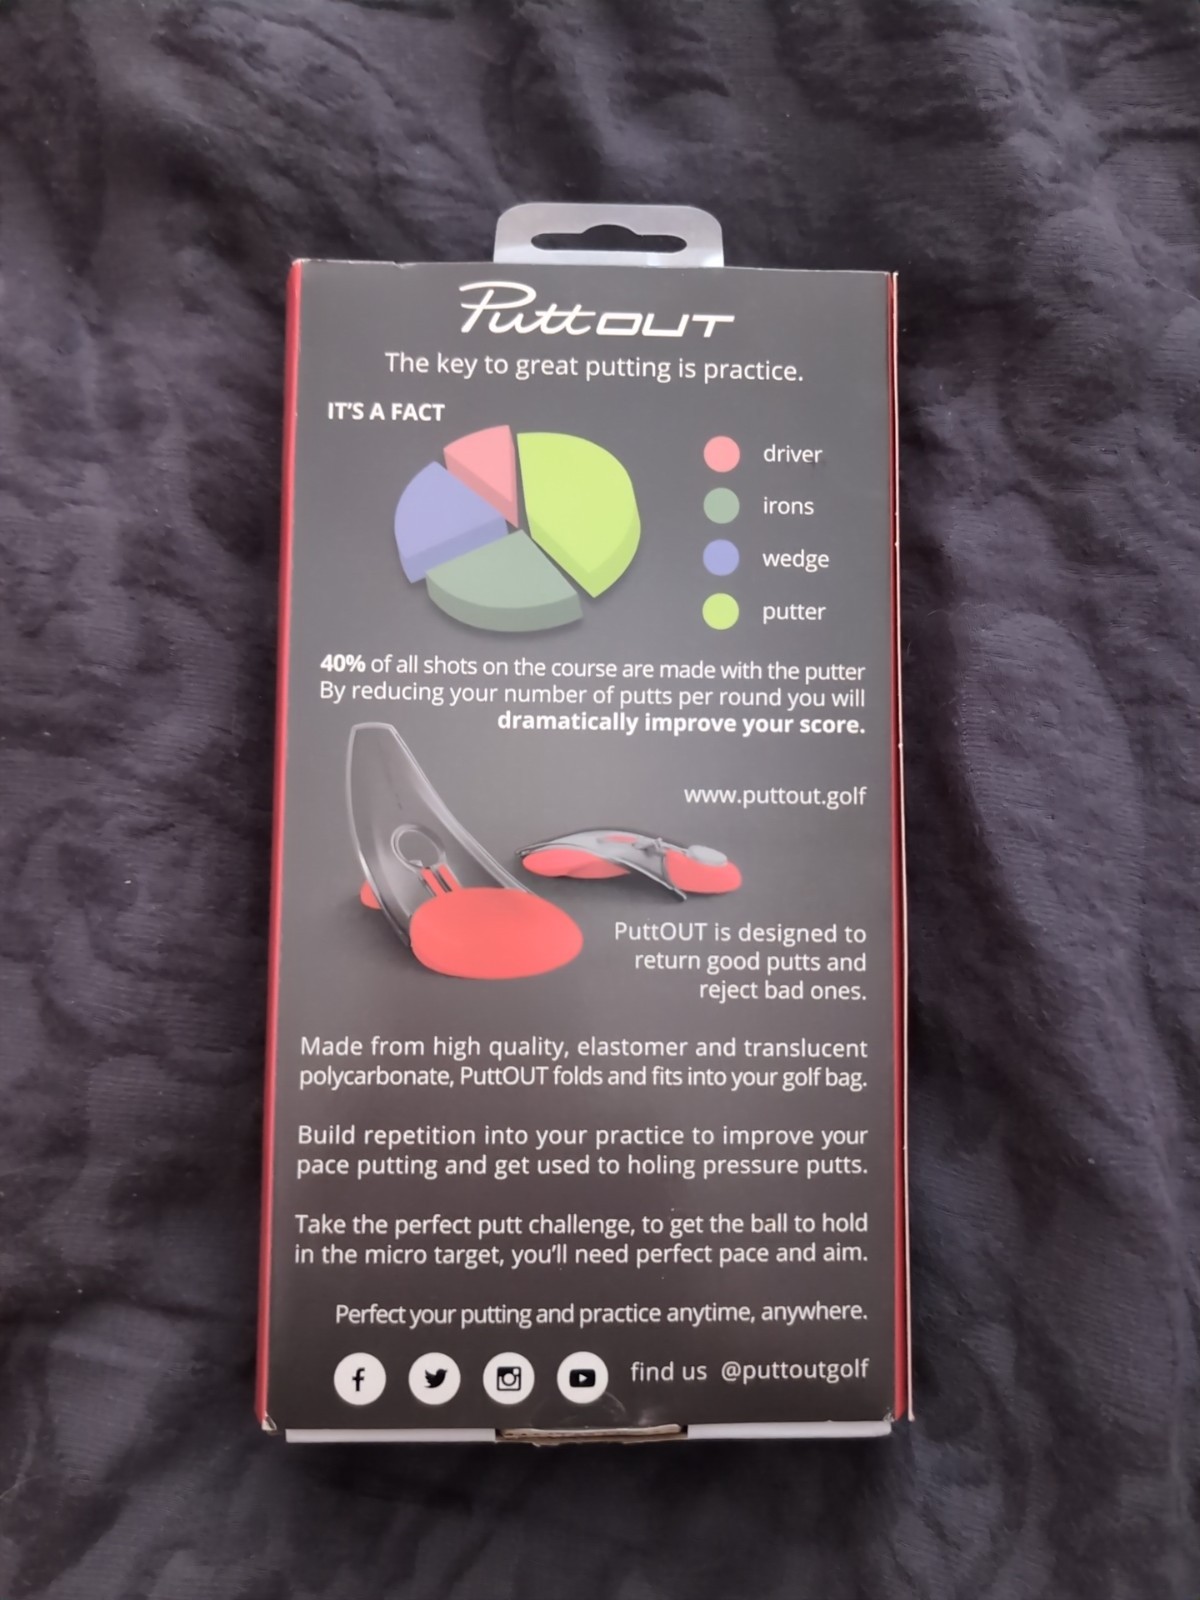 PuttOUT
The key to great putting is practice.
IT'S A FACT
driver
irons
wedge
putter
40% of all shots on the course are made with the putter
By reducing your number of putts per round you will
dramatically improve your score.
www.puttout.golf
PuttOUT is designed to
return good putts and
reject bad ones.
Made from high quality, elastomer and translucent
polycarbonate, PuttOUT folds and fits into your golf bag.
Build repetition into your practice to improve your
pace putting and get used to holing pressure putts.
Take the perfect putt challenge, to get the ball to hold
in the micro target, you'll need perfect pace and aim.
Perfect your putting and practice anytime, anywhere.
find us @puttoutgolf